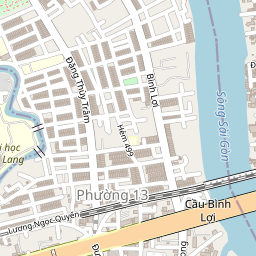 Đặng Thùy Trâm
Bình Lợi
Sông Sài Gòn
Hẻm 499
i học
Lang
Phường 13
Lương Ngọc Quyến
Cầu Bình
Lợi